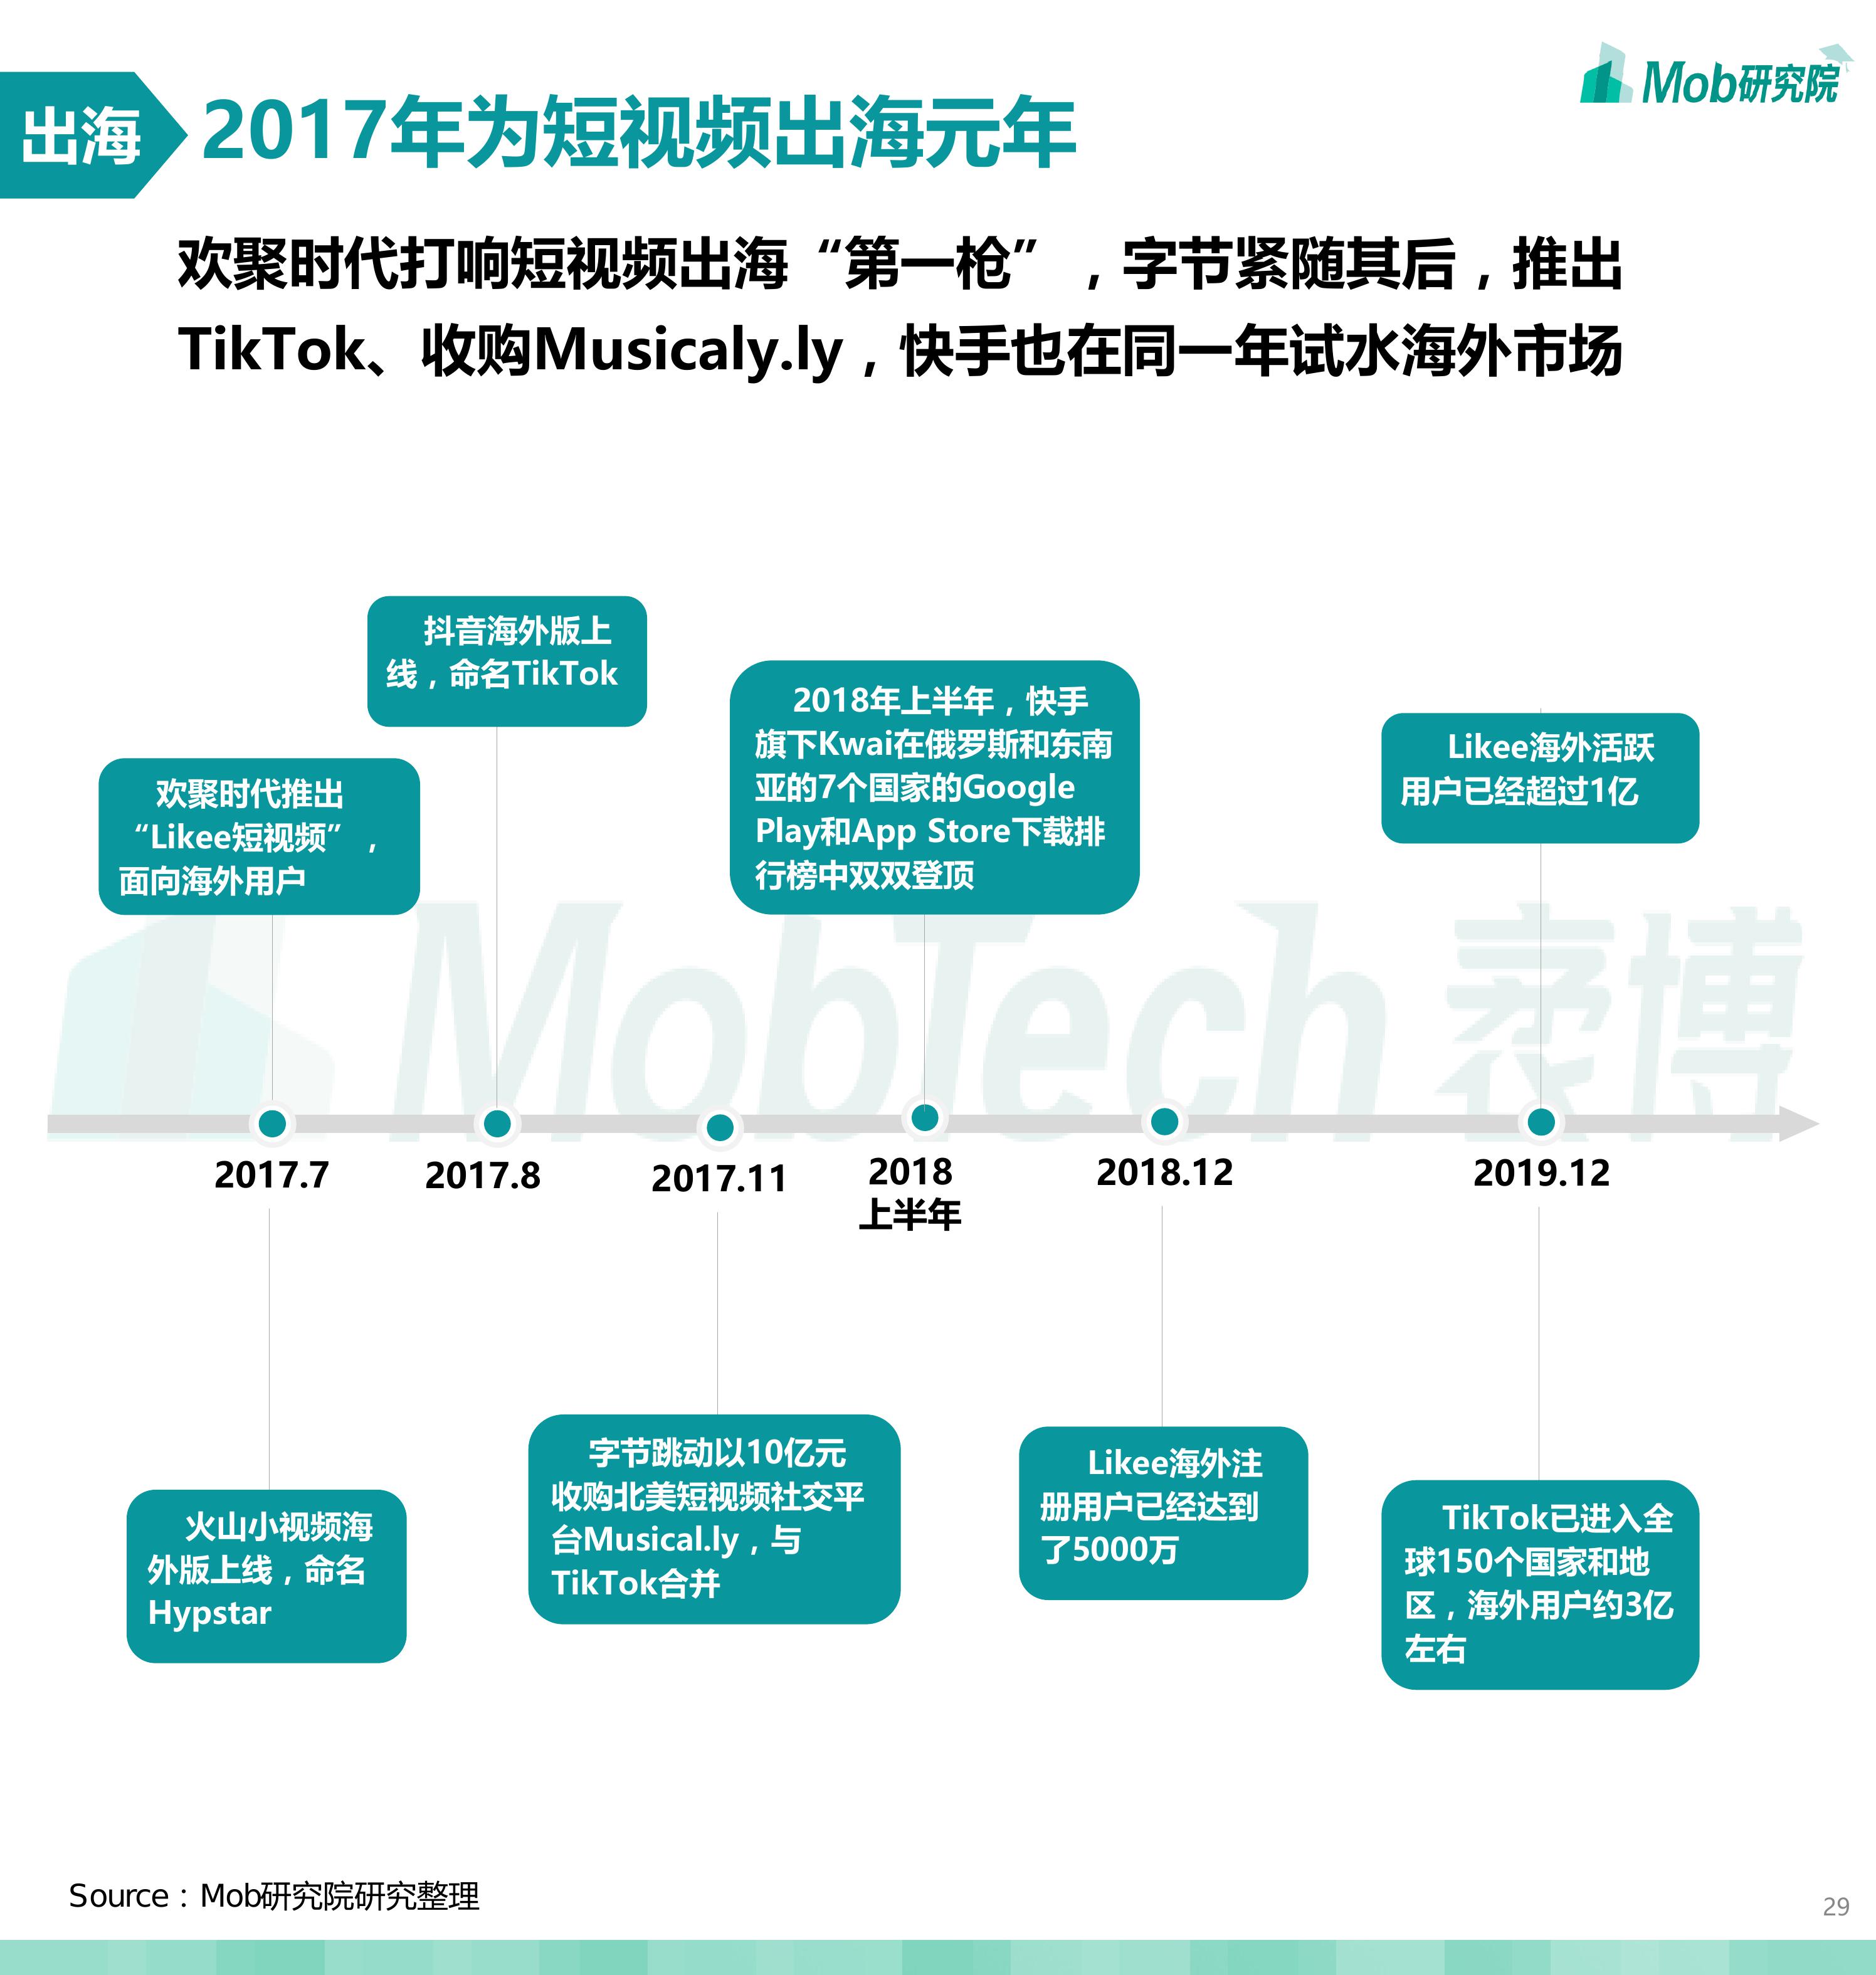 Mob研究院
出海
2017年为短视频出海元年
欢聚时代打响短视频出海“第一枪”，字节紧随其后，推出
TikTok、收购Musicaly.ly，快手也在同一年试水海外市场
抖音海外版上
线，命名TikTok
2018年上半年，快手
旗下Kwai在俄罗斯和东南
亚的7个国家的Google
Play和App Store下载排
行榜中双双登顶
Likee海外活跃
用户已经超过1亿
欢聚时代推出
“Likee短视频”，
面向海外用户
MobTech 袤博
2017.7
2017.8
2017.11
2018
上半年
2018.12
2019.12
火山小视频海
外版上线，命名
Hypstar
字节跳动以10亿元
收购北美短视频社交平
台Musical.ly，与
TikTok合并
Likee海外注
册用户已经达到
了5000万
TikTok已进入全
球150个国家和地
区，海外用户约3亿
左右
Source：Mob研究院研究整理
29